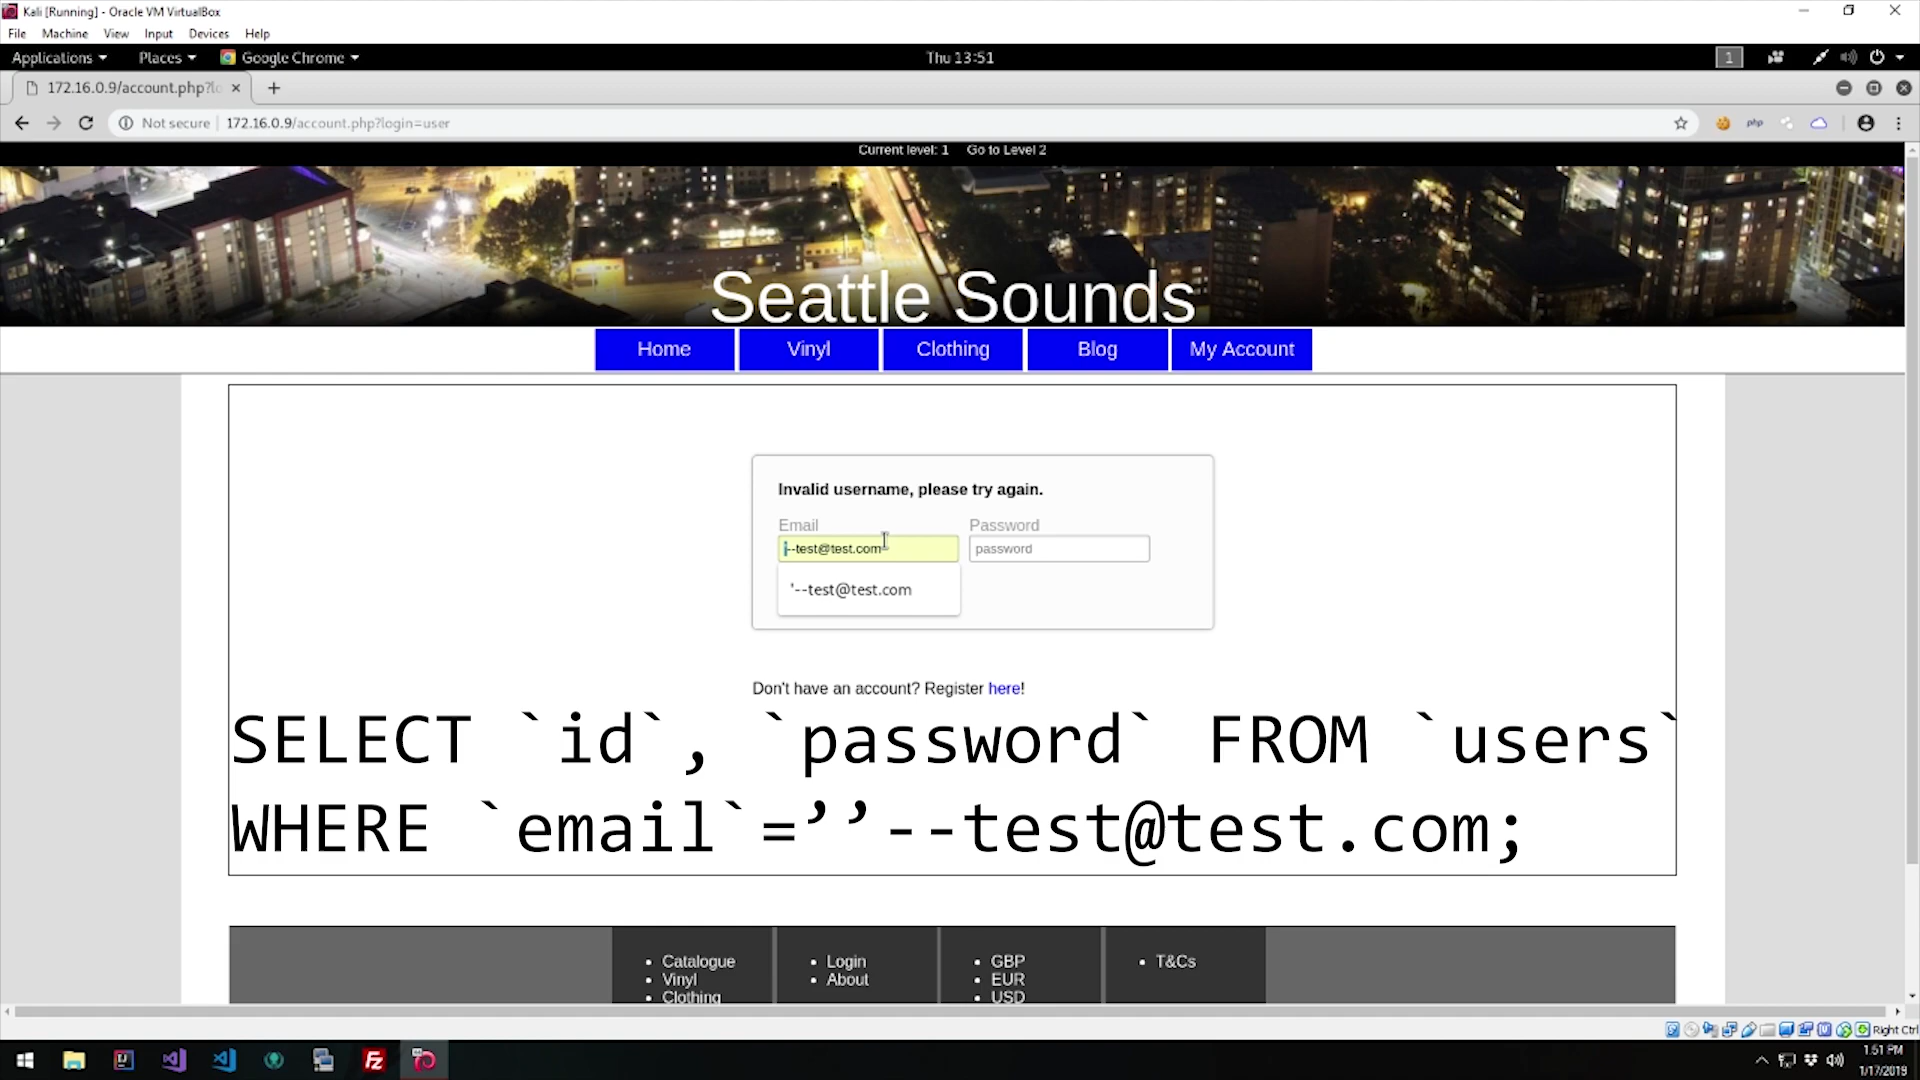 Kali [Running] - Oracle VM VirtualBox
File Machine View Input Devices Help
Applications Places Google Chrome Thu 13:51 1
172.16.0.9/account.php?lo
Not secure 172.16.0.9/account.php?login=user php
Current level: 1 Go to Level 2
Seattle Sounds
Home Vinyl Clothing Blog My Account
Invalid username, please try again.
Email Password
'--test@test.com password
'--test@test.com
Don't have an account? Register here!
SELECT `id`, `password` FROM `users`
WHERE `email`=’’--test@test.com;
Catalogue Login GBP T&Cs
Vinyl About EUR
Clothing USD
Right Ctrl
1:51 PM
1/17/2019